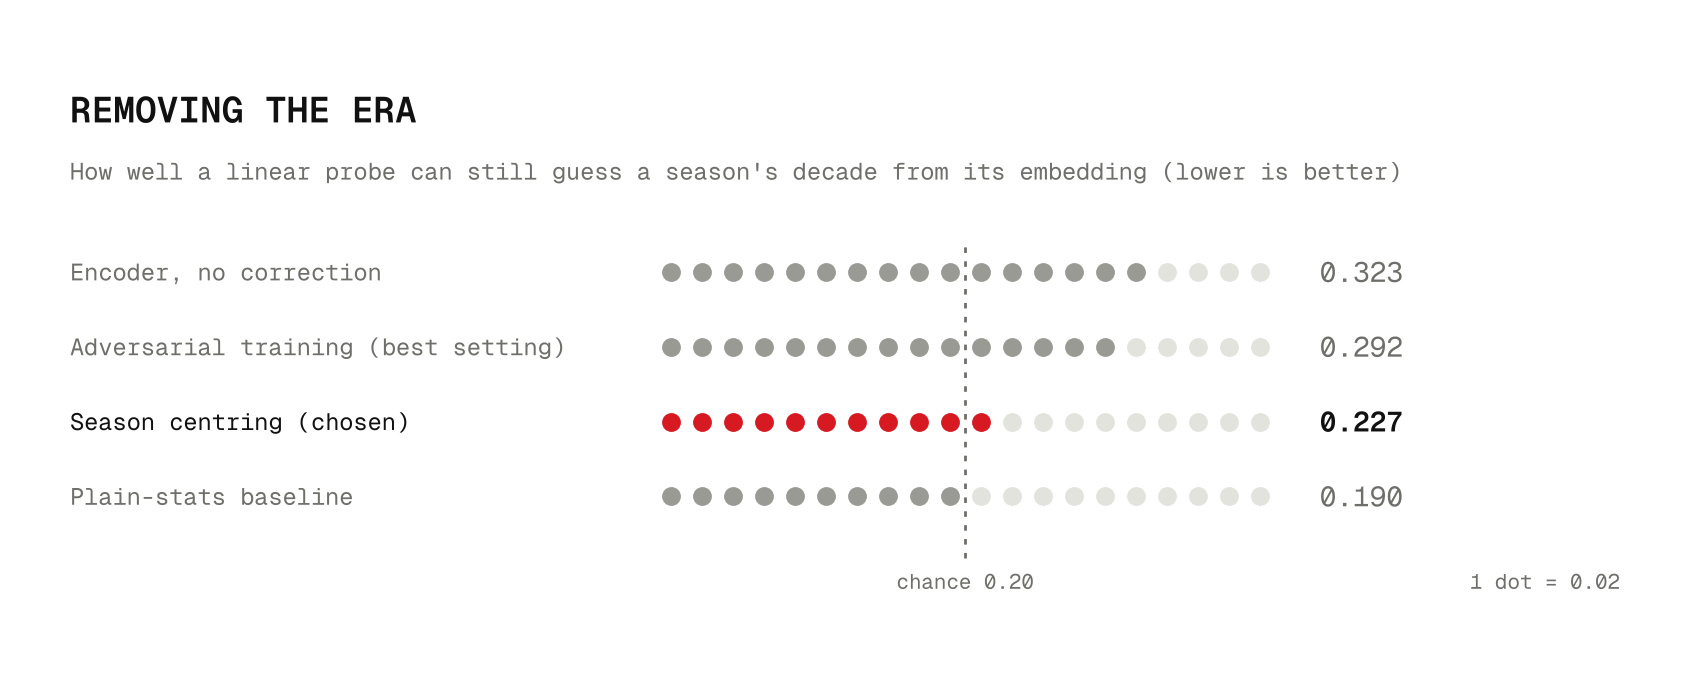 REMOVING THE ERA
How well a linear probe can still guess a season's decade from its embedding (lower is better)
Encoder, no correction 0.323
Adversarial training (best setting) 0.292
Season centring (chosen) 0.227
Plain-stats baseline 0.190
chance 0.20 1 dot = 0.02